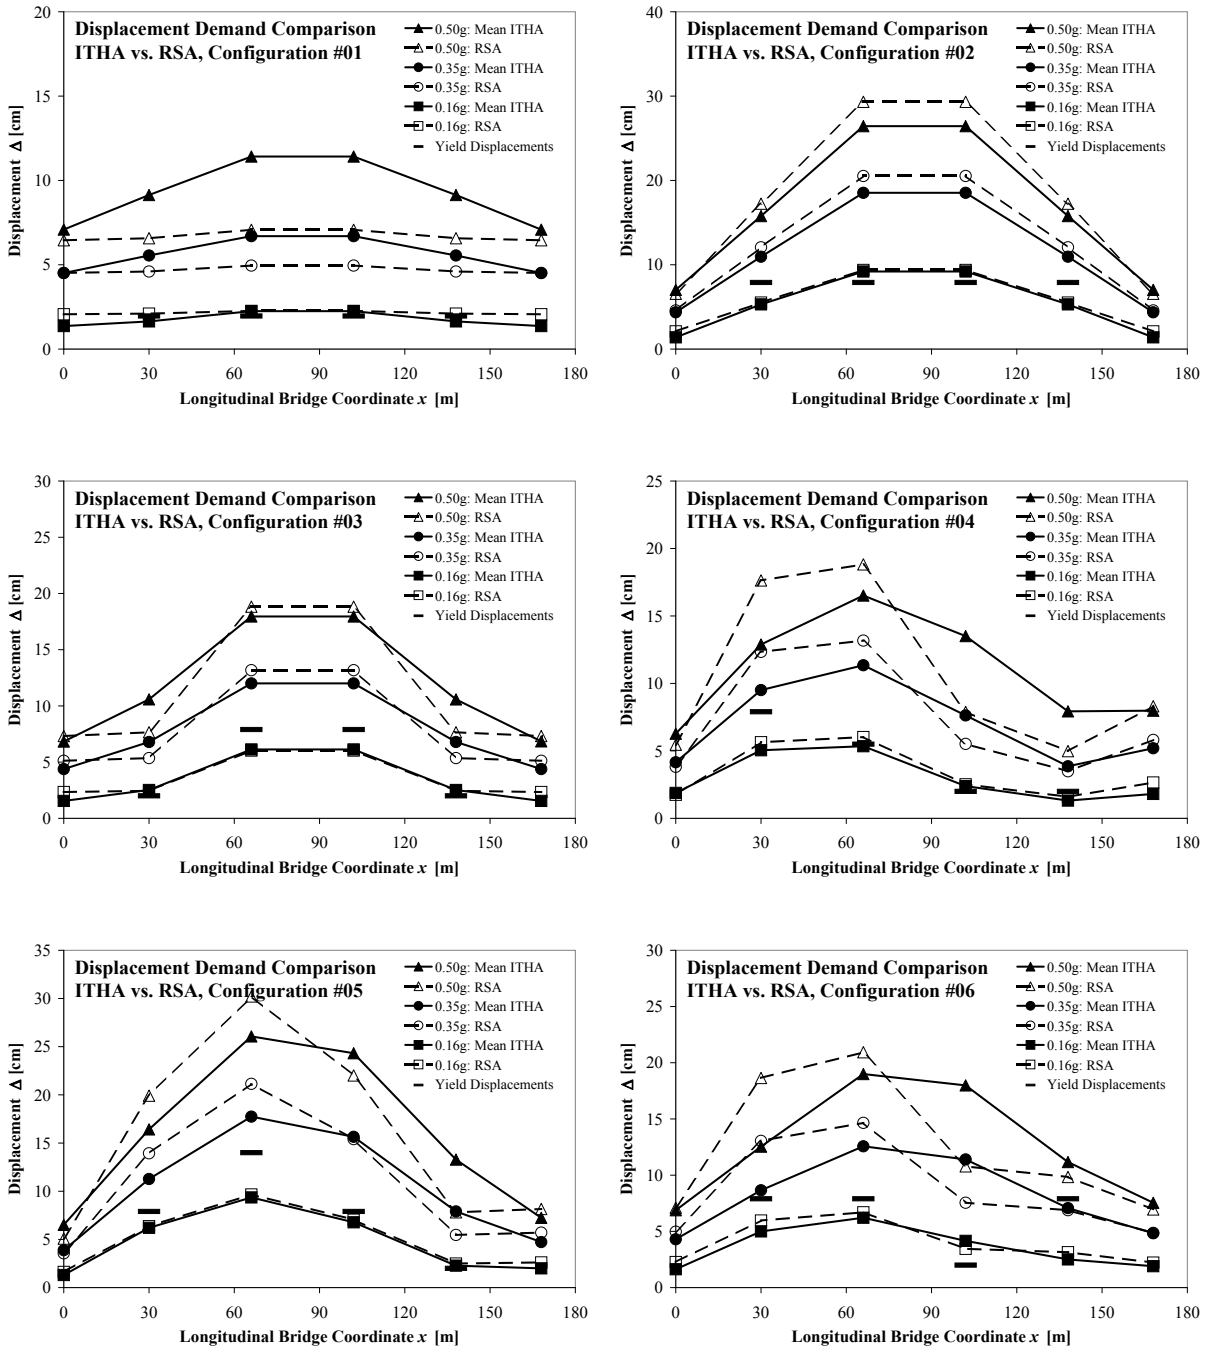 Displacement Demand Comparison
ITHA vs. RSA, Configuration #01
0.50g: Mean ITHA
0.50g: RSA
0.35g: Mean ITHA
0.35g: RSA
0.16g: Mean ITHA
0.16g: RSA
Yield Displacements
Displacement Δ [cm]
20
15
10
5
0
0 30 60 90 120 150 180
Longitudinal Bridge Coordinate x [m]
Displacement Demand Comparison
ITHA vs. RSA, Configuration #02
0.50g: Mean ITHA
0.50g: RSA
0.35g: Mean ITHA
0.35g: RSA
0.16g: Mean ITHA
0.16g: RSA
Yield Displacements
Displacement Δ [cm]
40
30
20
10
0
0 30 60 90 120 150 180
Longitudinal Bridge Coordinate x [m]
Displacement Demand Comparison
ITHA vs. RSA, Configuration #03
0.50g: Mean ITHA
0.50g: RSA
0.35g: Mean ITHA
0.35g: RSA
0.16g: Mean ITHA
0.16g: RSA
Yield Displacements
Displacement Δ [cm]
30
25
20
15
10
5
0
0 30 60 90 120 150 180
Longitudinal Bridge Coordinate x [m]
Displacement Demand Comparison
ITHA vs. RSA, Configuration #04
0.50g: Mean ITHA
0.50g: RSA
0.35g: Mean ITHA
0.35g: RSA
0.16g: Mean ITHA
0.16g: RSA
Yield Displacements
Displacement Δ [cm]
25
20
15
10
5
0
0 30 60 90 120 150 180
Longitudinal Bridge Coordinate x [m]
Displacement Demand Comparison
ITHA vs. RSA, Configuration #05
0.50g: Mean ITHA
0.50g: RSA
0.35g: Mean ITHA
0.35g: RSA
0.16g: Mean ITHA
0.16g: RSA
Yield Displacements
Displacement Δ [cm]
35
30
25
20
15
10
5
0
0 30 60 90 120 150 180
Longitudinal Bridge Coordinate x [m]
Displacement Demand Comparison
ITHA vs. RSA, Configuration #06
0.50g: Mean ITHA
0.50g: RSA
0.35g: Mean ITHA
0.35g: RSA
0.16g: Mean ITHA
0.16g: RSA
Yield Displacements
Displacement Δ [cm]
30
25
20
15
10
5
0
0 30 60 90 120 150 180
Longitudinal Bridge Coordinate x [m]